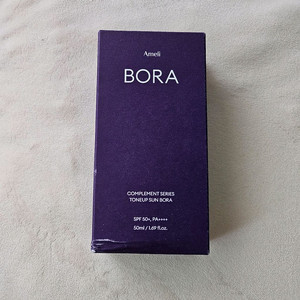 Ameli
BORA
COMPLEMENT SERIES
TONEUP SUN BORA
SPF 50+, PA++++
50ml / 1.69 fl.oz.